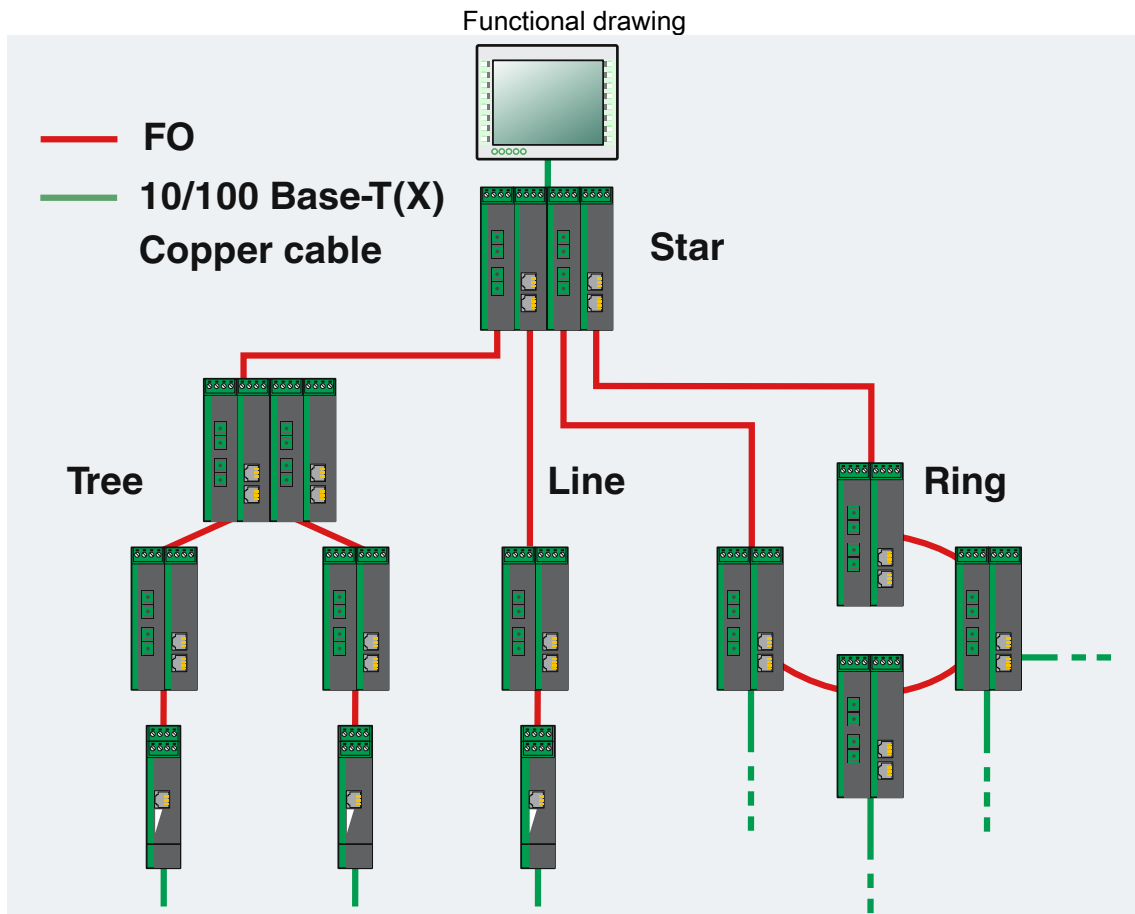 Functional drawing
FO
10/100 Base-T(X)
Copper cable
Star
Tree
Line
Ring